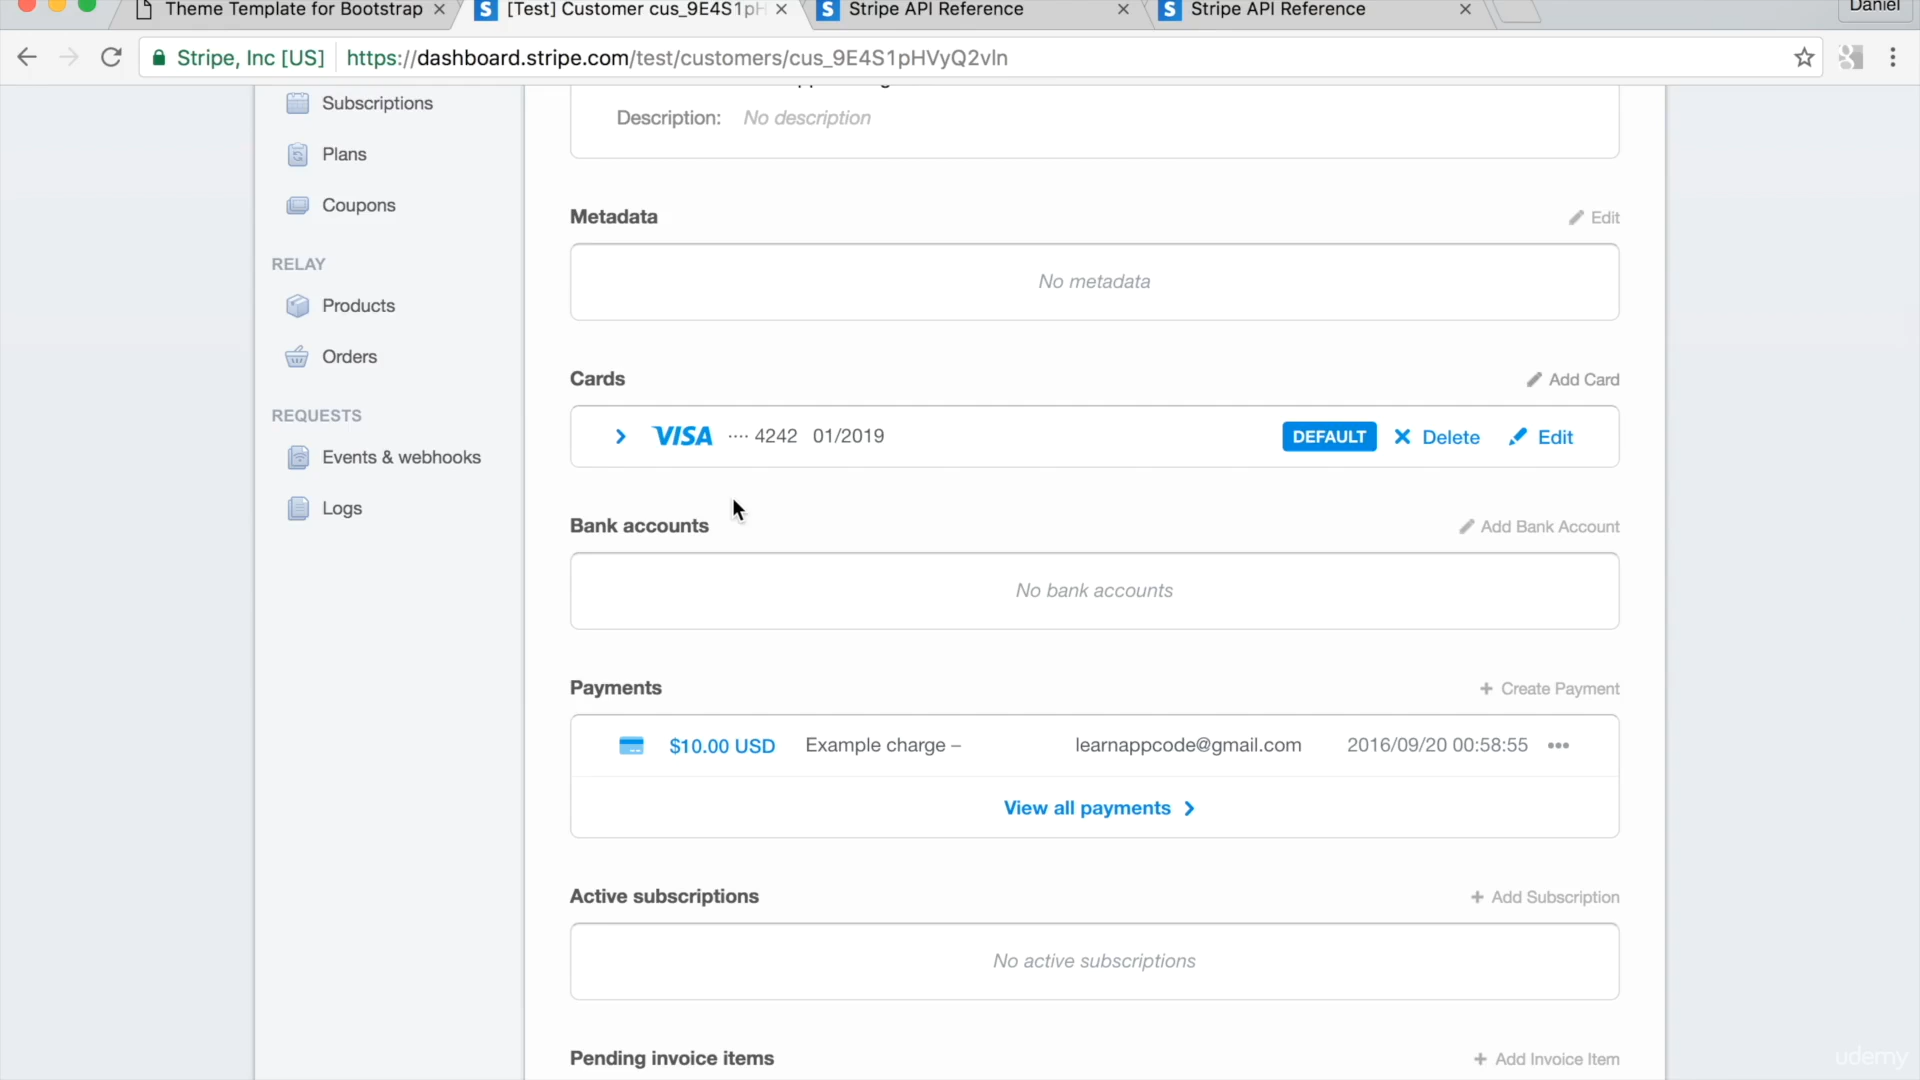 Theme Template for Bootstrap
[Test] Customer cus_9E4S1pH
Stripe API Reference
Stripe API Reference
Daniel
Stripe, Inc [US]
https://dashboard.stripe.com/test/customers/cus_9E4S1pHVyQ2vln
Subscriptions
Plans
Coupons
RELAY
Products
Orders
REQUESTS
Events & webhooks
Logs
Description: No description
Metadata
Edit
No metadata
Cards
Add Card
VISA ···· 4242 01/2019
DEFAULT
Delete
Edit
Bank accounts
Add Bank Account
No bank accounts
Payments
Create Payment
$10.00 USD Example charge – learnappcode@gmail.com 2016/09/20 00:58:55
View all payments
Active subscriptions
Add Subscription
No active subscriptions
Pending invoice items
Add Invoice Item
udemy